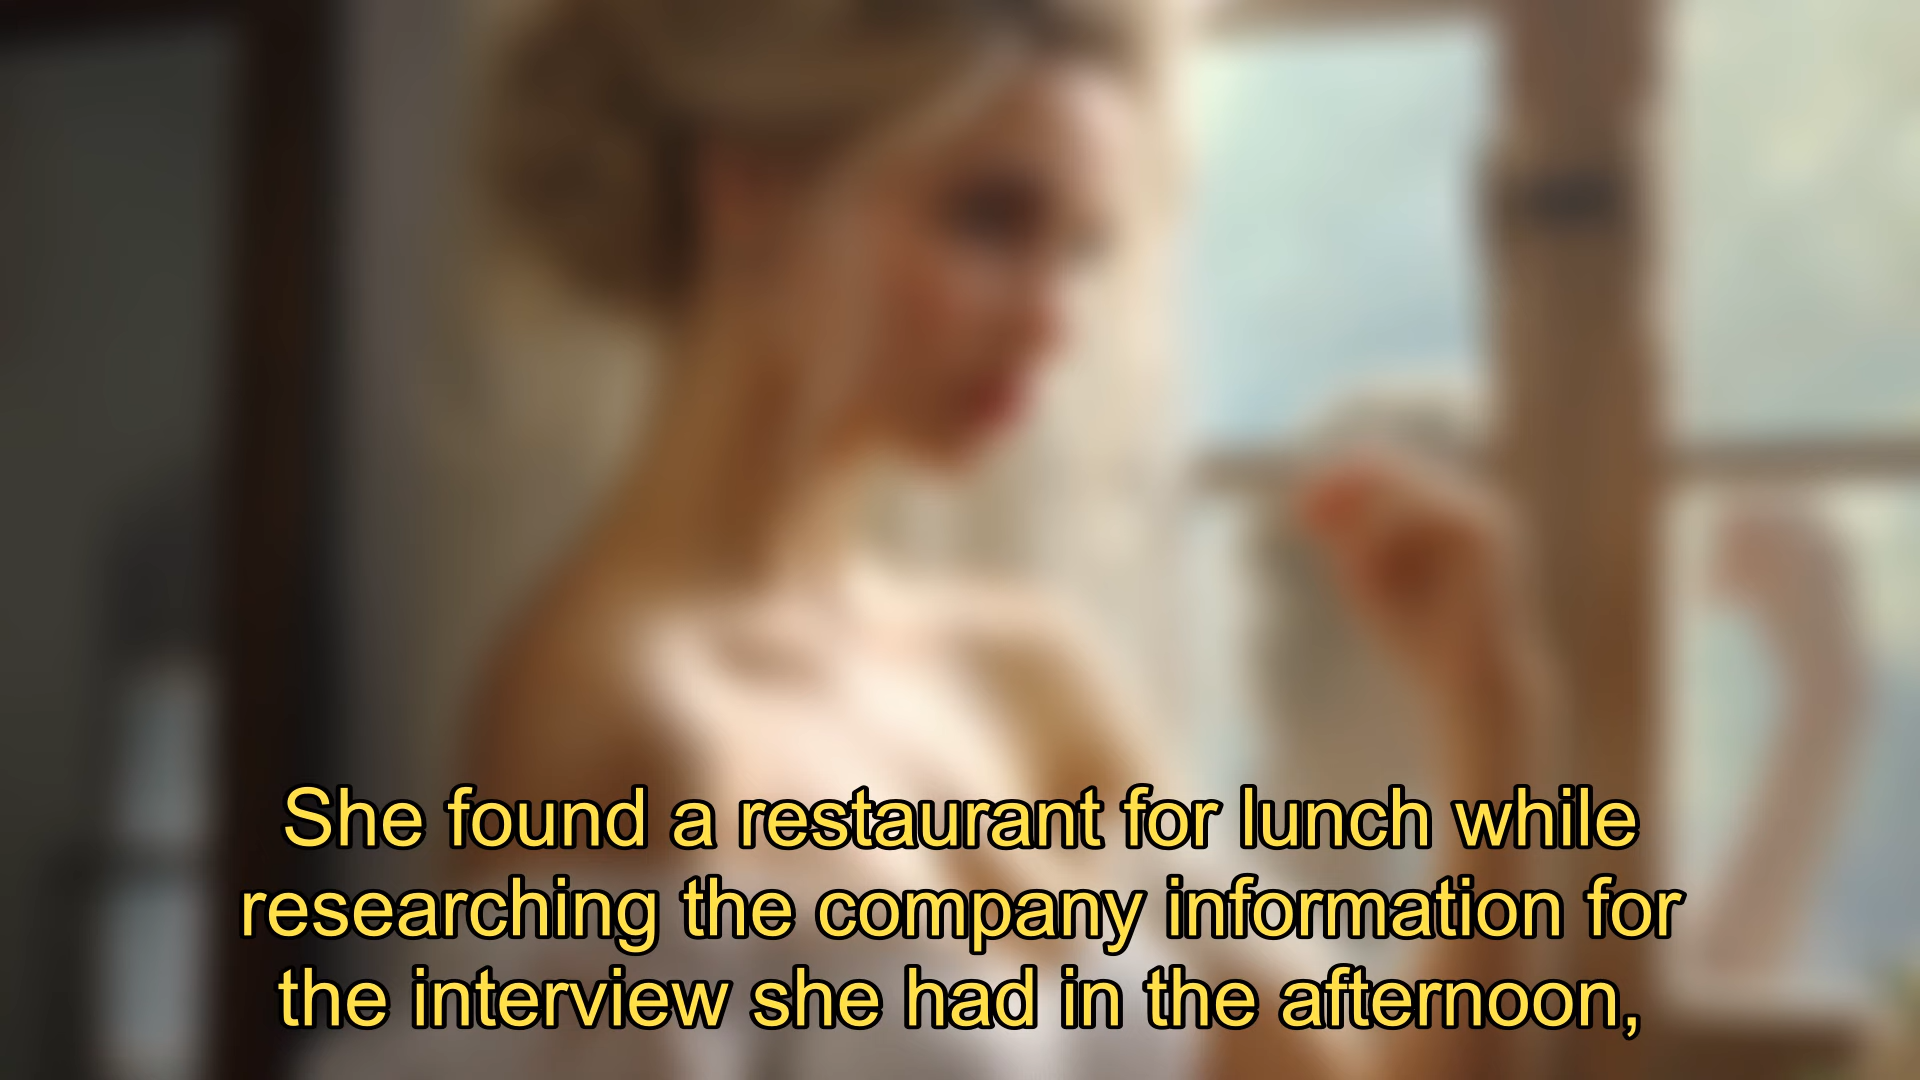 She found a restaurant for lunch while
researching the company information for
the interview she had in the afternoon,